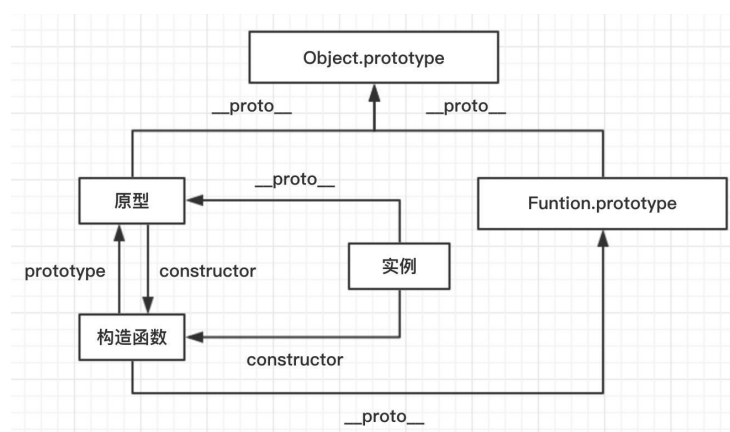 Object.prototype
__proto__
__proto__
原型
__proto__
Funtion.prototype
prototype
constructor
实例
构造函数
constructor
__proto__